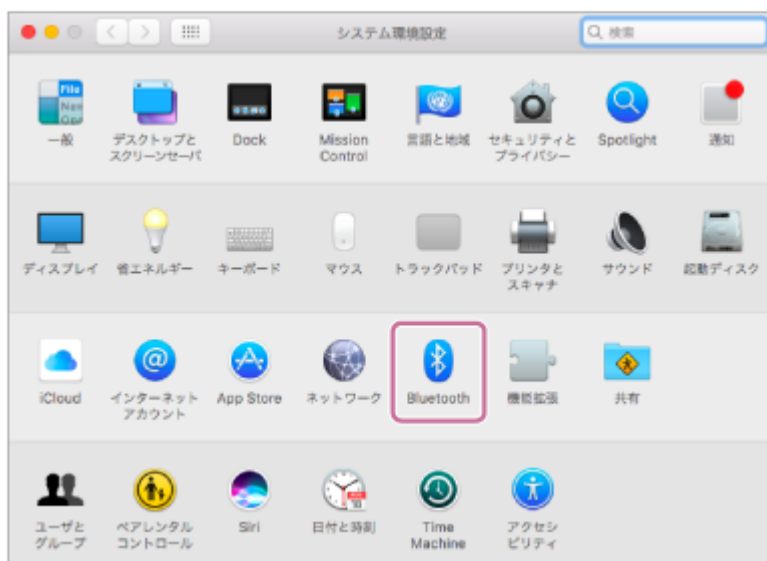 システム環境設定
検索
File
New
Ope
一般
デスクトップと
スクリーンセーバ
Dock
Mission
Control
言語と地域
セキュリティと
プライバシー
Spotlight
通知
ディスプレイ
省エネルギー
キーボード
マウス
トラックパッド
プリンタと
スキャナ
サウンド
起動ディスク
iCloud
インターネット
アカウント
App Store
ネットワーク
Bluetooth
機能拡張
共有
ユーザと
グループ
ペアレンタル
コントロール
Siri
日付と時刻
Time
Machine
アクセシ
ビリティ